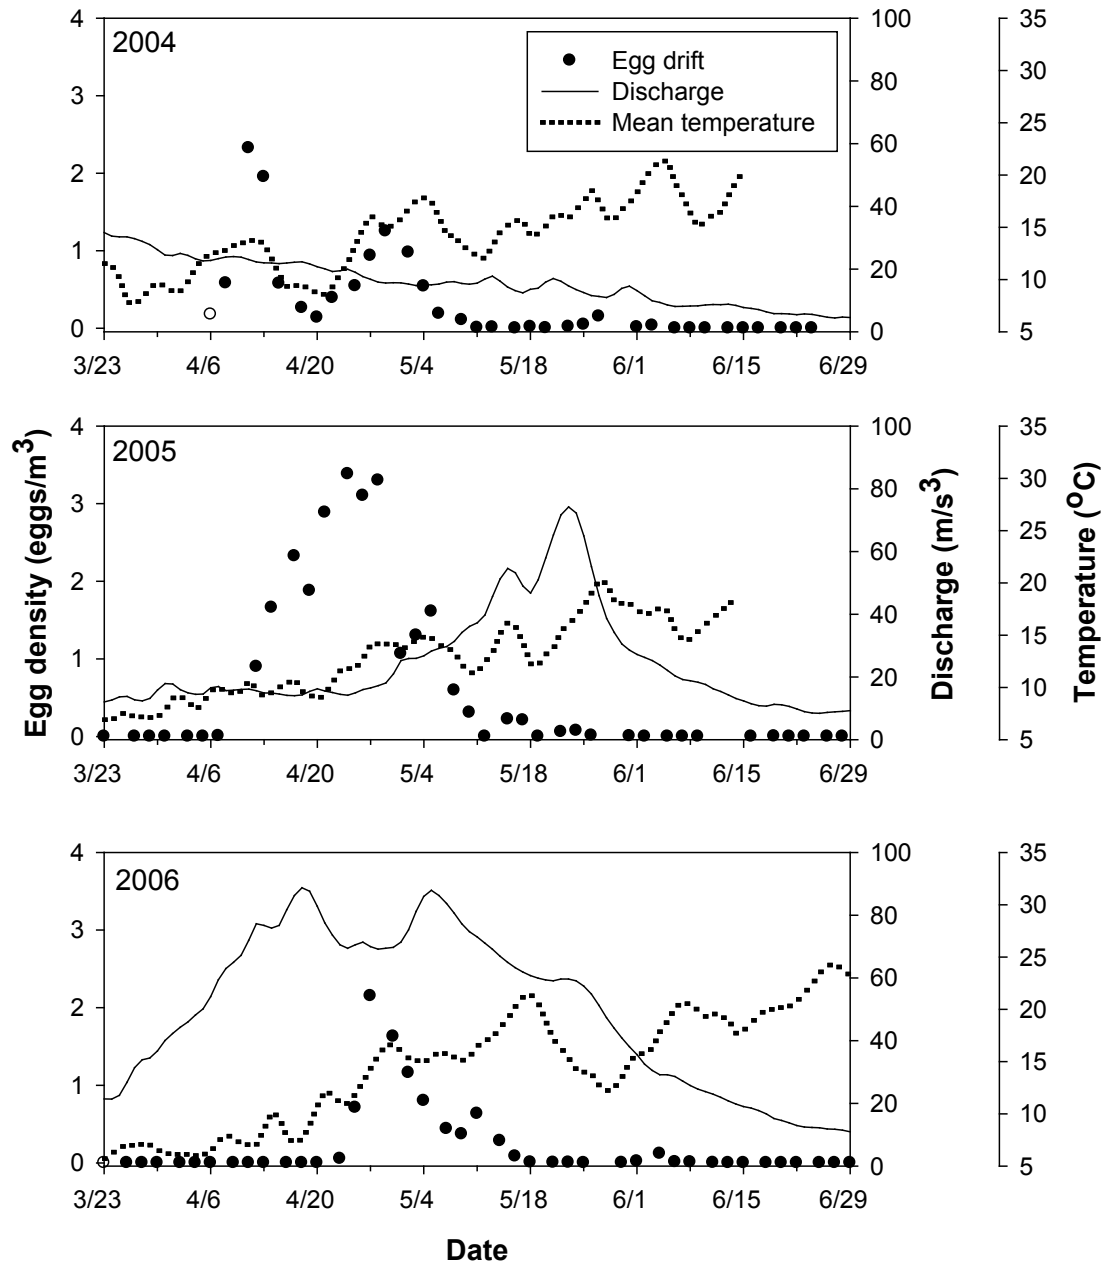 4 100 35
2004
Egg drift
Discharge
Mean temperature
3 80 30
25
2 60 20
40 15
1 20 10
0 0 5
3/23 4/6 4/20 5/4 5/18 6/1 6/15 6/29
4 100 35
2005
3 80 30
25
2 60 20
40 15
1 20 10
0 0 5
3/23 4/6 4/20 5/4 5/18 6/1 6/15 6/29
Egg density (eggs/m3)
Discharge (m/s3)
Temperature (oC)
4 100 35
2006
3 80 30
25
2 60 20
40 15
1 20 10
0 0 5
3/23 4/6 4/20 5/4 5/18 6/1 6/15 6/29
Date